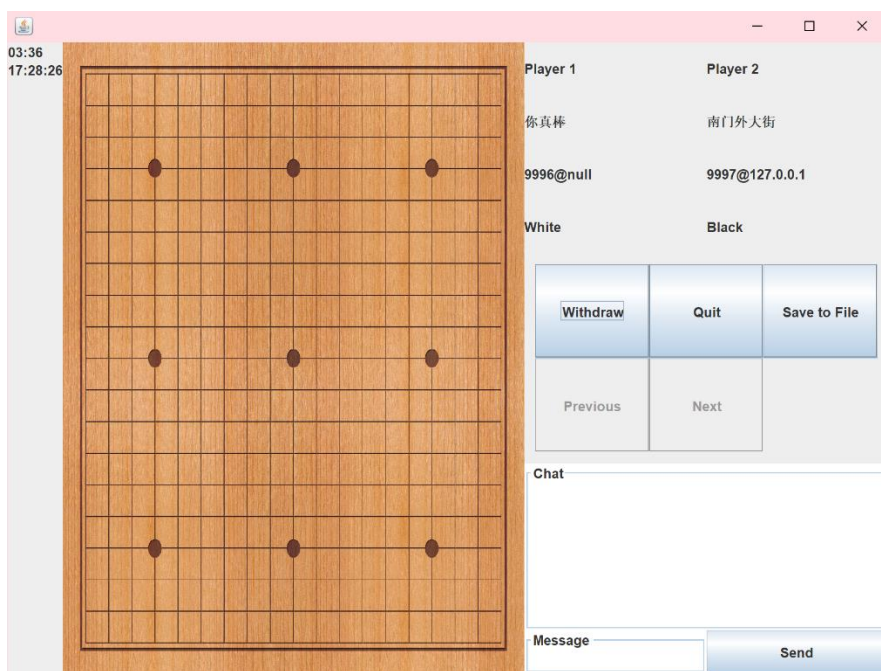 03:36
17:28:26
Player 1
Player 2
你真棒
南门外大街
9996@null
9997@127.0.0.1
White
Black
Withdraw
Quit
Save to File
Previous
Next
Chat
Message
Send